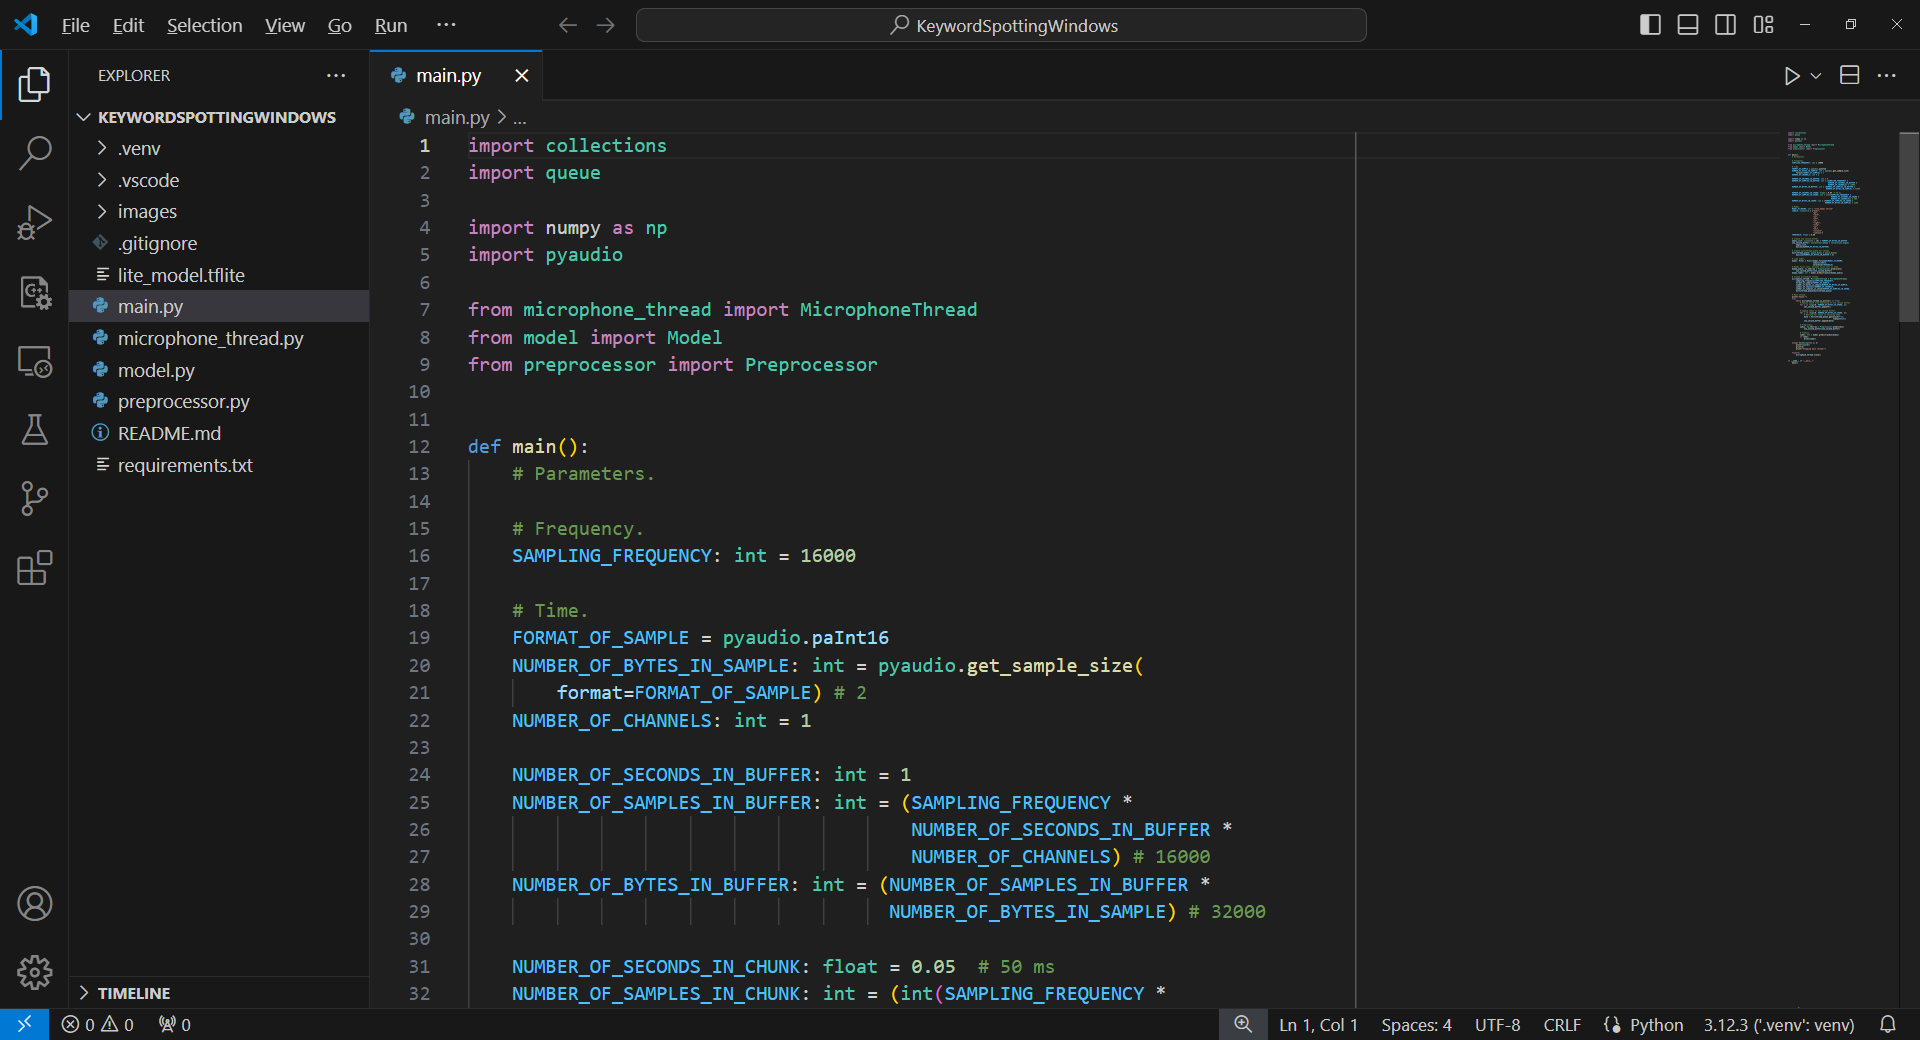 File Edit Selection View Go Run ··· KeywordSpottingWindows
EXPLORER ···
main.py
KEYWORDSPOTTINGWINDOWS
.venv
.vscode
images
.gitignore
lite_model.tflite
main.py
microphone_thread.py
model.py
preprocessor.py
README.md
requirements.txt
TIMELINE
main.py > ...
1 import collections
2 import queue
3
4 import numpy as np
5 import pyaudio
6
7 from microphone_thread import MicrophoneThread
8 from model import Model
9 from preprocessor import Preprocessor
10
11
12 def main():
13     # Parameters.
14
15     # Frequency.
16     SAMPLING_FREQUENCY: int = 16000
17
18     # Time.
19     FORMAT_OF_SAMPLE = pyaudio.paInt16
20     NUMBER_OF_BYTES_IN_SAMPLE: int = pyaudio.get_sample_size(
21         format=FORMAT_OF_SAMPLE) # 2
22     NUMBER_OF_CHANNELS: int = 1
23
24     NUMBER_OF_SECONDS_IN_BUFFER: int = 1
25     NUMBER_OF_SAMPLES_IN_BUFFER: int = (SAMPLING_FREQUENCY *
26                                         NUMBER_OF_SECONDS_IN_BUFFER *
27                                         NUMBER_OF_CHANNELS) # 16000
28     NUMBER_OF_BYTES_IN_BUFFER: int = (NUMBER_OF_SAMPLES_IN_BUFFER *
29                                       NUMBER_OF_BYTES_IN_SAMPLE) # 32000
30
31     NUMBER_OF_SECONDS_IN_CHUNK: float = 0.05  # 50 ms
32     NUMBER_OF_SAMPLES_IN_CHUNK: int = (int(SAMPLING_FREQUENCY *
0 0 0 Ln 1, Col 1 Spaces: 4 UTF-8 CRLF Python 3.12.3 ('.venv': venv)